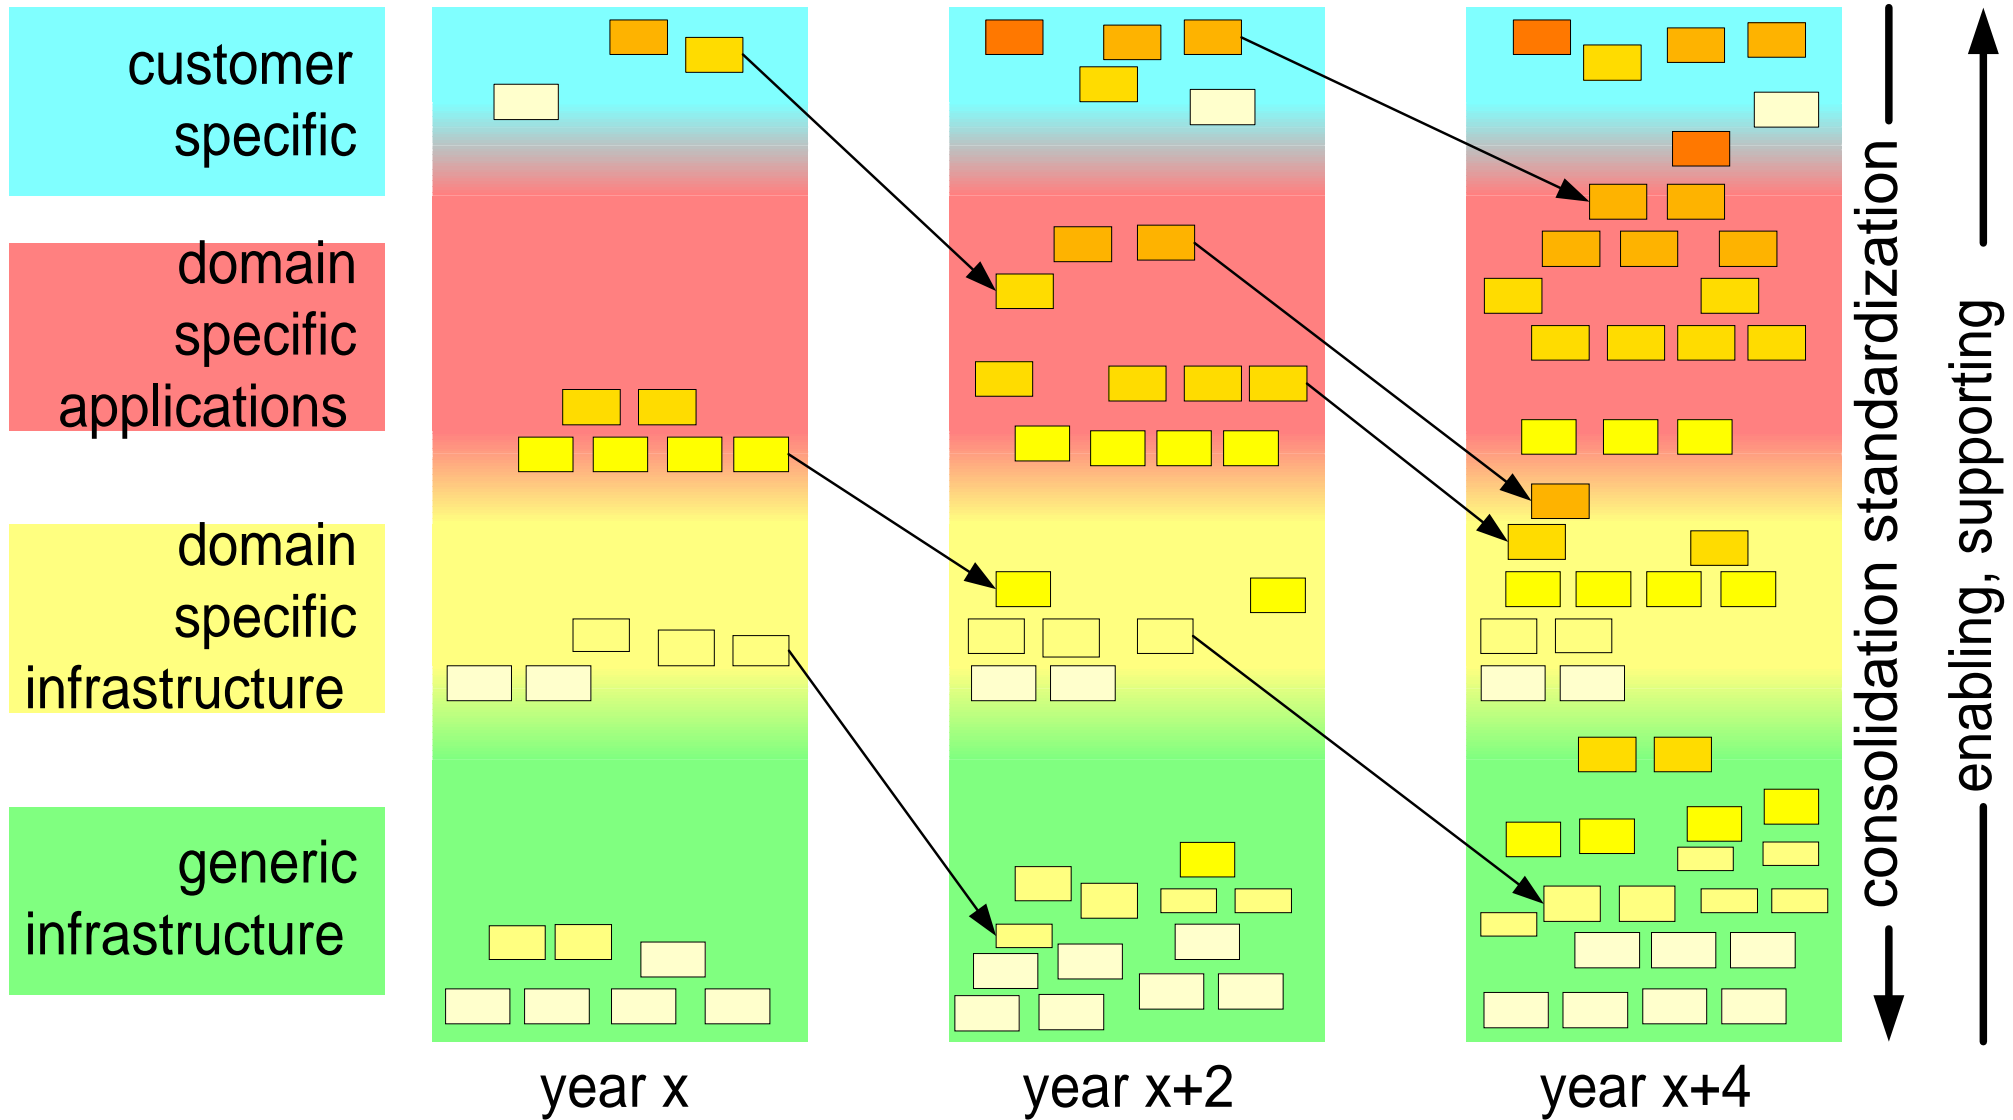 customer
specific
domain
specific
applications
domain
specific
infrastructure
generic
infrastructure
year x
year x+2
year x+4
consolidation standardization
enabling, supporting